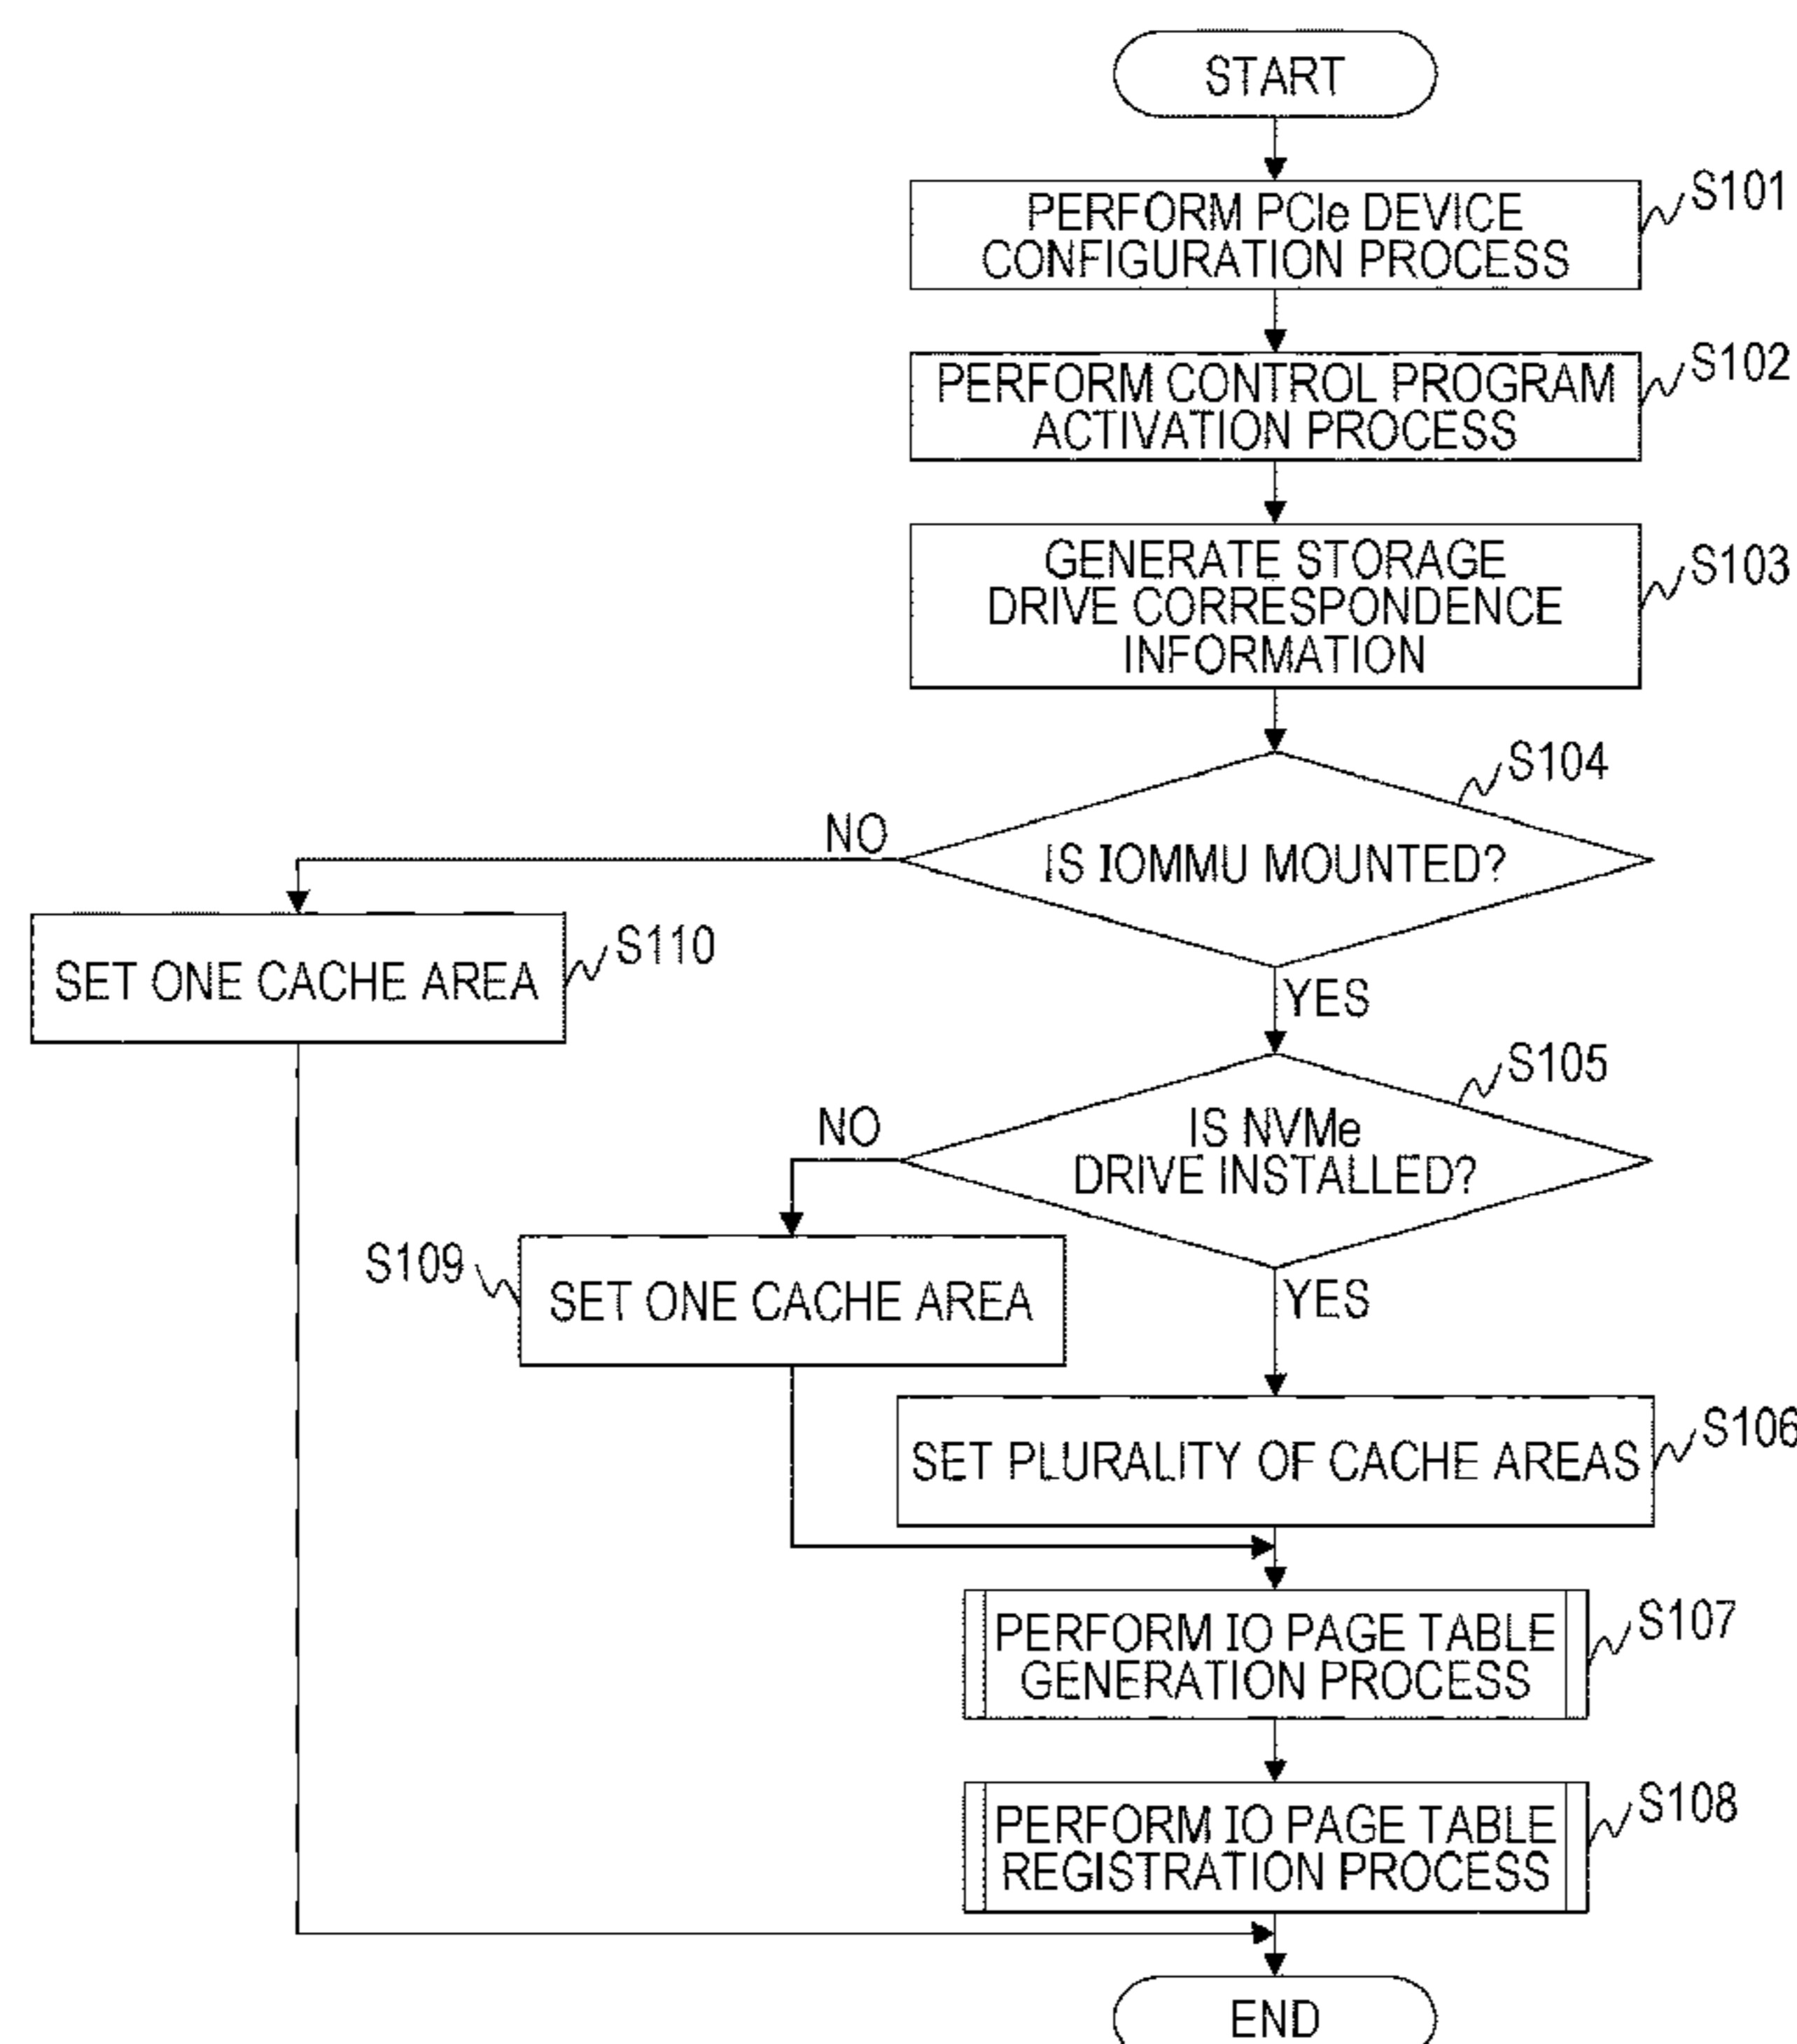 START
S101
PERFORM PCIe DEVICE
CONFIGURATION PROCESS
S102
PERFORM CONTROL PROGRAM
ACTIVATION PROCESS
S103
GENERATE STORAGE
DRIVE CORRESPONDENCE
INFORMATION
S104
NO
IS IOMMU MOUNTED?
S110
SET ONE CACHE AREA
YES
S105
NO
IS NVMe
DRIVE INSTALLED?
S109
SET ONE CACHE AREA
YES
S106
SET PLURALITY OF CACHE AREAS
S107
PERFORM IO PAGE TABLE
GENERATION PROCESS
S108
PERFORM IO PAGE TABLE
REGISTRATION PROCESS
END